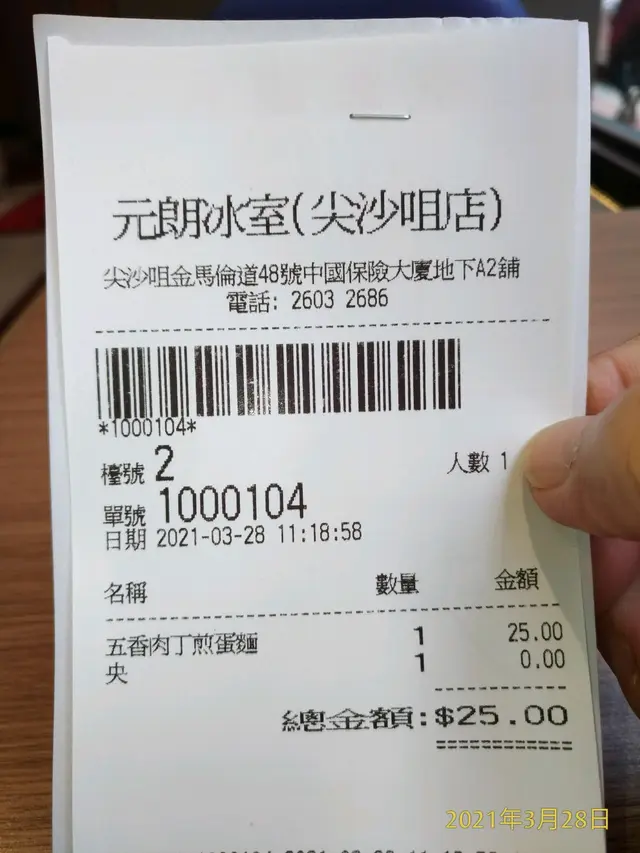 元朗冰室(尖沙咀店)
尖沙咀金馬倫道48號中國保險大廈地下A2舖
電話: 2603 2686
*1000104*
檯號 2
人數 1
單號 1000104
日期 2021-03-28 11:18:58
名稱 數量 金額
五香肉丁煎蛋麵 1 25.00
央 1 0.00
總金額:$25.00
2021年3月28日